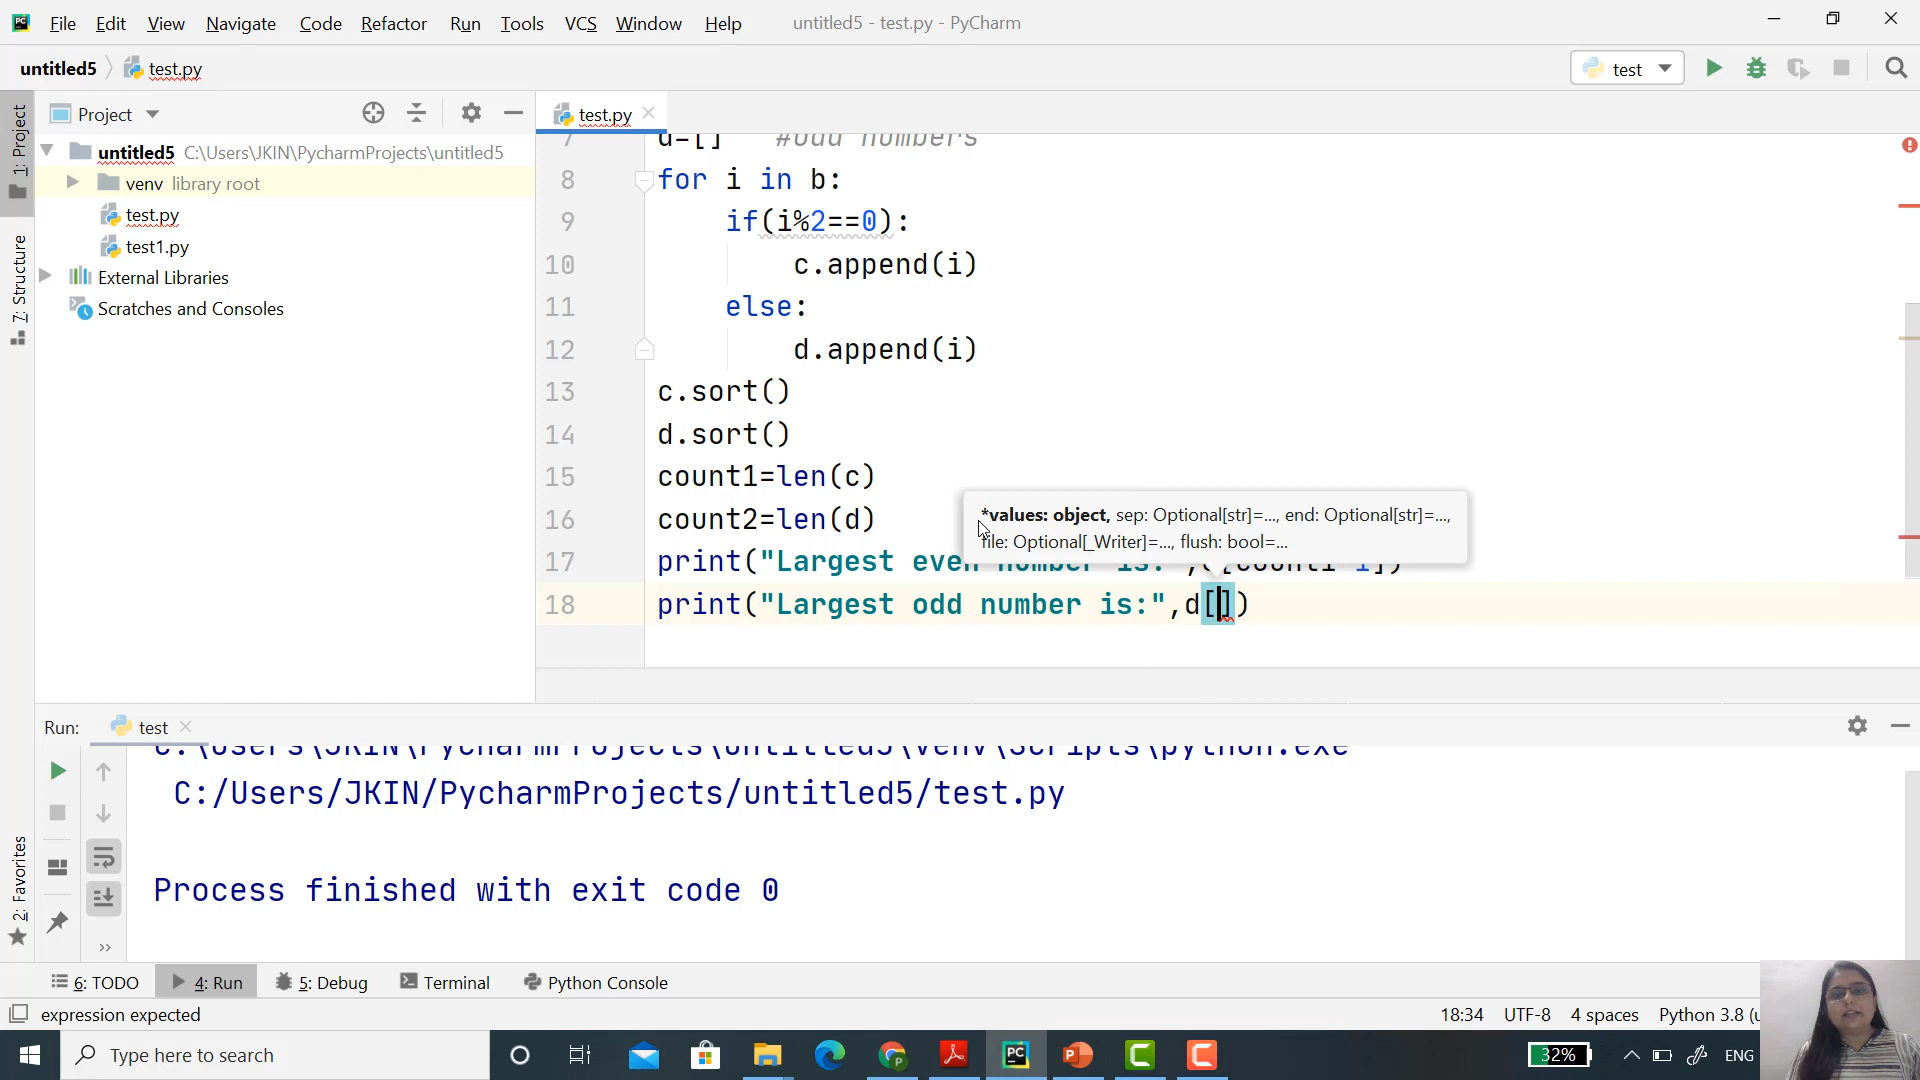 File Edit View Navigate Code Refactor Run Tools VCS Window Help untitled5 - test.py - PyCharm
untitled5 test.py test
Project test.py
1: Project
7: Structure
2: Favorites
untitled5 C:\Users\JKIN\PycharmProjects\untitled5
venv library root
test.py
test1.py
External Libraries
Scratches and Consoles
7 d=[] #odd numbers
8 for i in b:
9 if(i%2==0):
10 c.append(i)
11 else:
12 d.append(i)
13 c.sort()
14 d.sort()
15 count1=len(c)
16 count2=len(d)
*values: object, sep: Optional[str]=..., end: Optional[str]=...,
file: Optional[_Writer]=..., flush: bool=...
17 print("Largest even number is:",([count1-1])
18 print("Largest odd number is:",d[])
Run: test
C:\Users\JKIN\PycharmProjects\untitled5\venv\Scripts\python.exe
C:/Users/JKIN/PycharmProjects/untitled5/test.py
Process finished with exit code 0
6: TODO 4: Run 5: Debug Terminal Python Console
expression expected 18:34 UTF-8 4 spaces Python 3.8
Type here to search 32% ENG